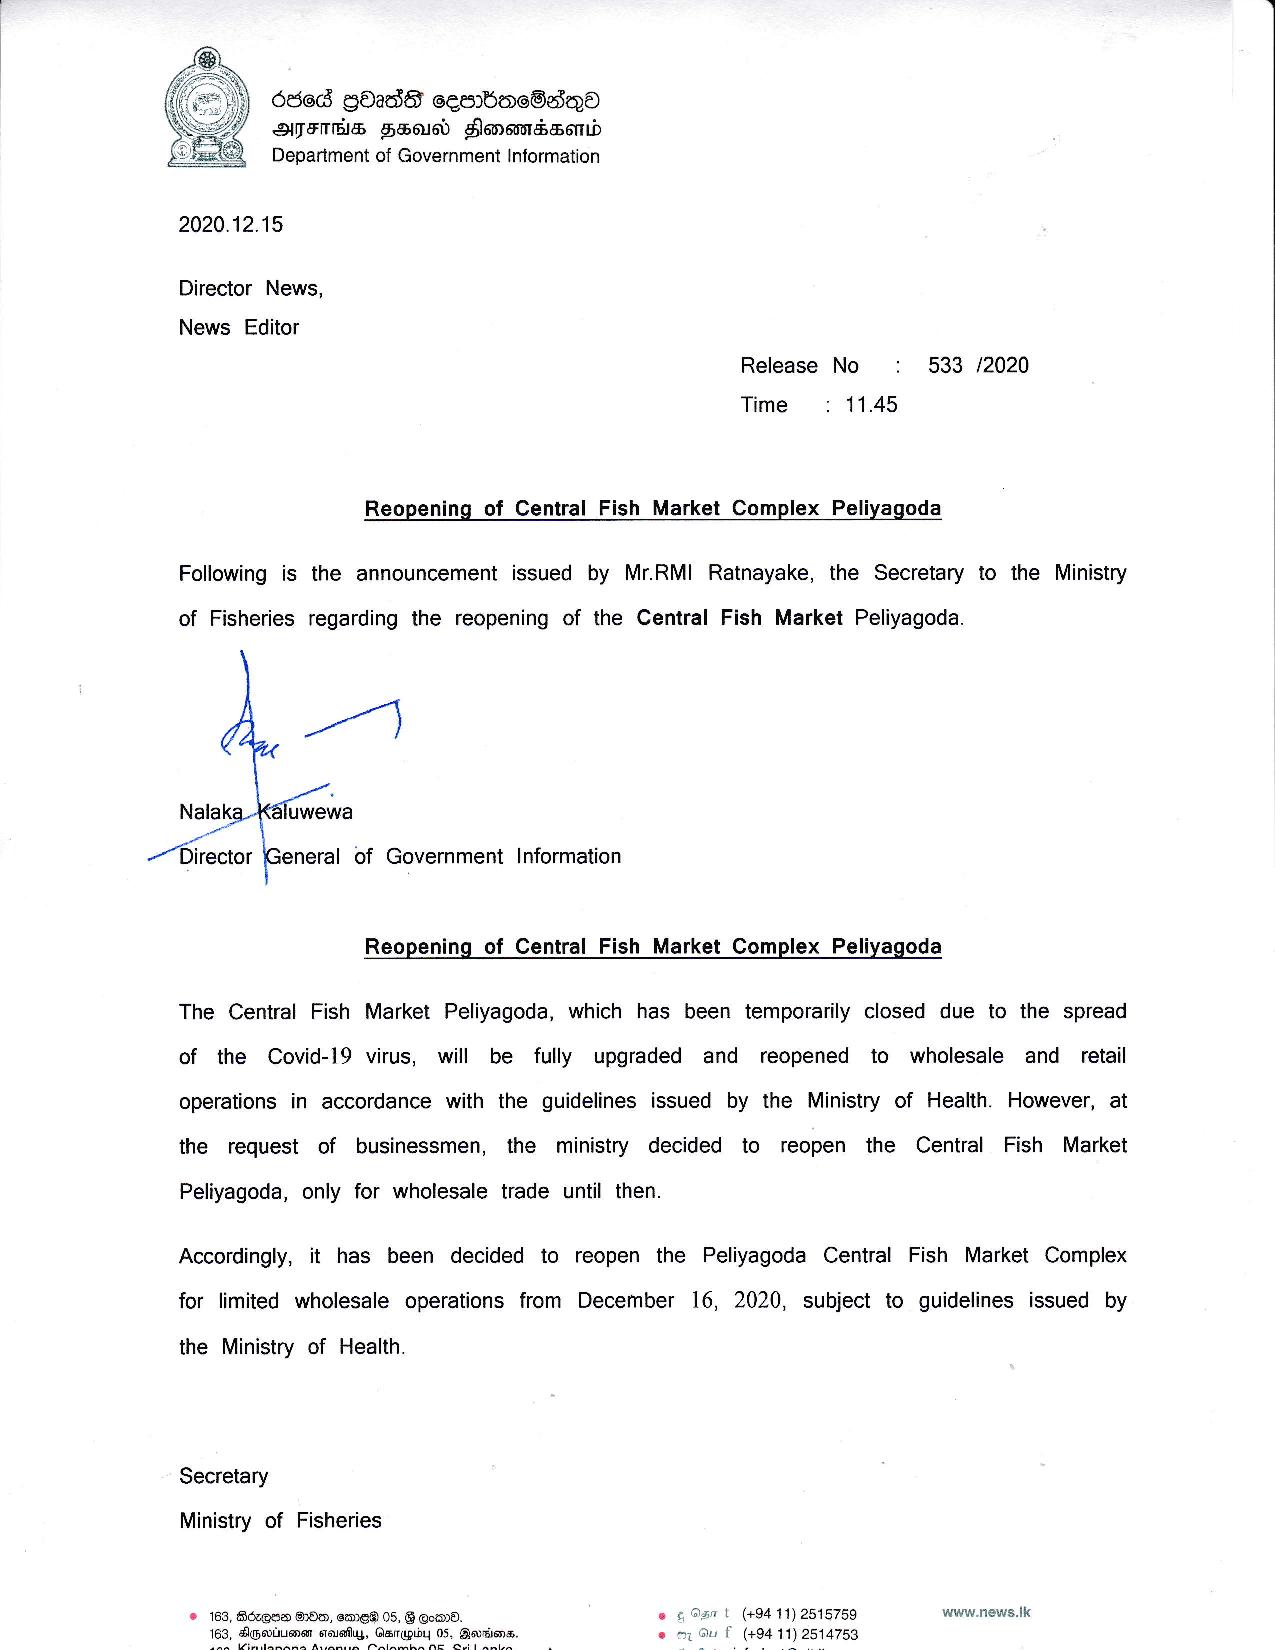 රජයේ ප්‍රවෘත්ති දෙපාර්තමේන්තුව
அரசாங்க தகவல் திணைக்களம்
Department of Government Information
2020.12.15
Director News,
News Editor
Release No : 533 /2020
Time : 11.45
Reopening of Central Fish Market Complex Peliyagoda
Following is the announcement issued by Mr.RMI Ratnayake, the Secretary to the Ministry
of Fisheries regarding the reopening of the Central Fish Market Peliyagoda.
Nalaka Kaluwewa
Director General of Government Information
Reopening of Central Fish Market Complex Peliyagoda
The Central Fish Market Peliyagoda, which has been temporarily closed due to the spread
of the Covid-19 virus, will be fully upgraded and reopened to wholesale and retail
operations in accordance with the guidelines issued by the Ministry of Health. However, at
the request of businessmen, the ministry decided to reopen the Central Fish Market
Peliyagoda, only for wholesale trade until then.
Accordingly, it has been decided to reopen the Peliyagoda Central Fish Market Complex
for limited wholesale operations from December 16, 2020, subject to guidelines issued by
the Ministry of Health.
Secretary
Ministry of Fisheries
163, කිරුලපන මාවත, කොළඹ 05, ශ්‍රී ලංකාව.
163, கிருலப்பனை எவனியூ, கொழும்பு 05, இலங்கை.
163, Kirulapona Avenue, Colombo 05, Sri Lanka.
දු தொ t (+94 11) 2515759
ෆැ பெ f (+94 11) 2514753
www.news.lk